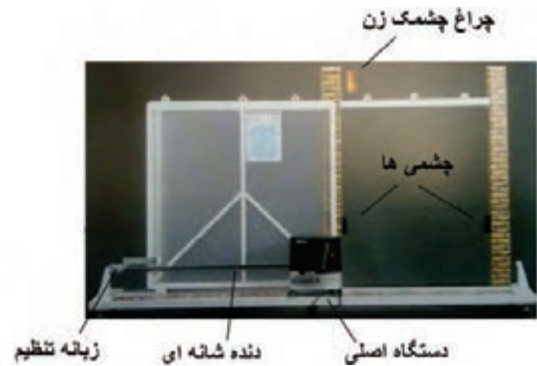 چراغ چشمک زن
چشمی ها
زبانه تنظیم
دنده شانه ای
دستگاه اصلی